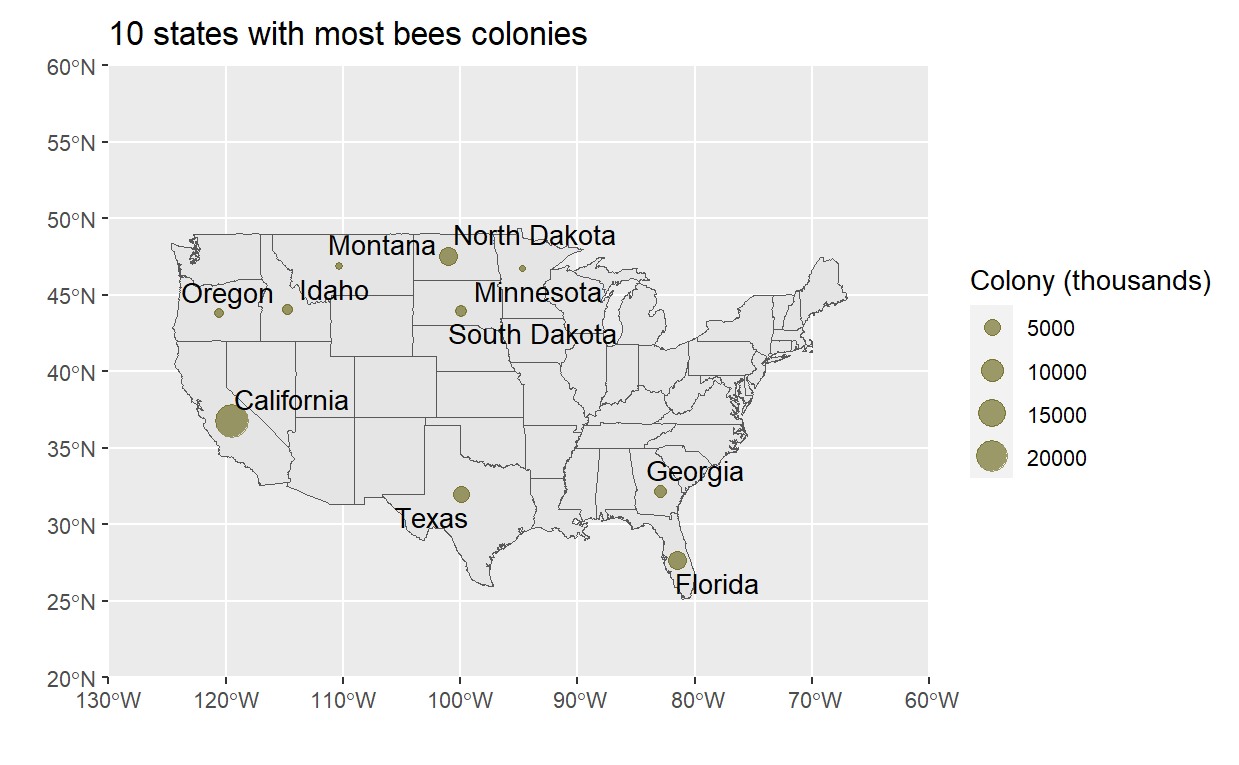 10 states with most bees colonies
60°N
55°N
50°N
45°N
40°N
35°N
30°N
25°N
20°N
North Dakota
Montana
Minnesota
Idaho
Oregon
South Dakota
California
Georgia
Texas
Florida
130°W 120°W 110°W 100°W 90°W 80°W 70°W 60°W
Colony (thousands)
5000
10000
15000
20000